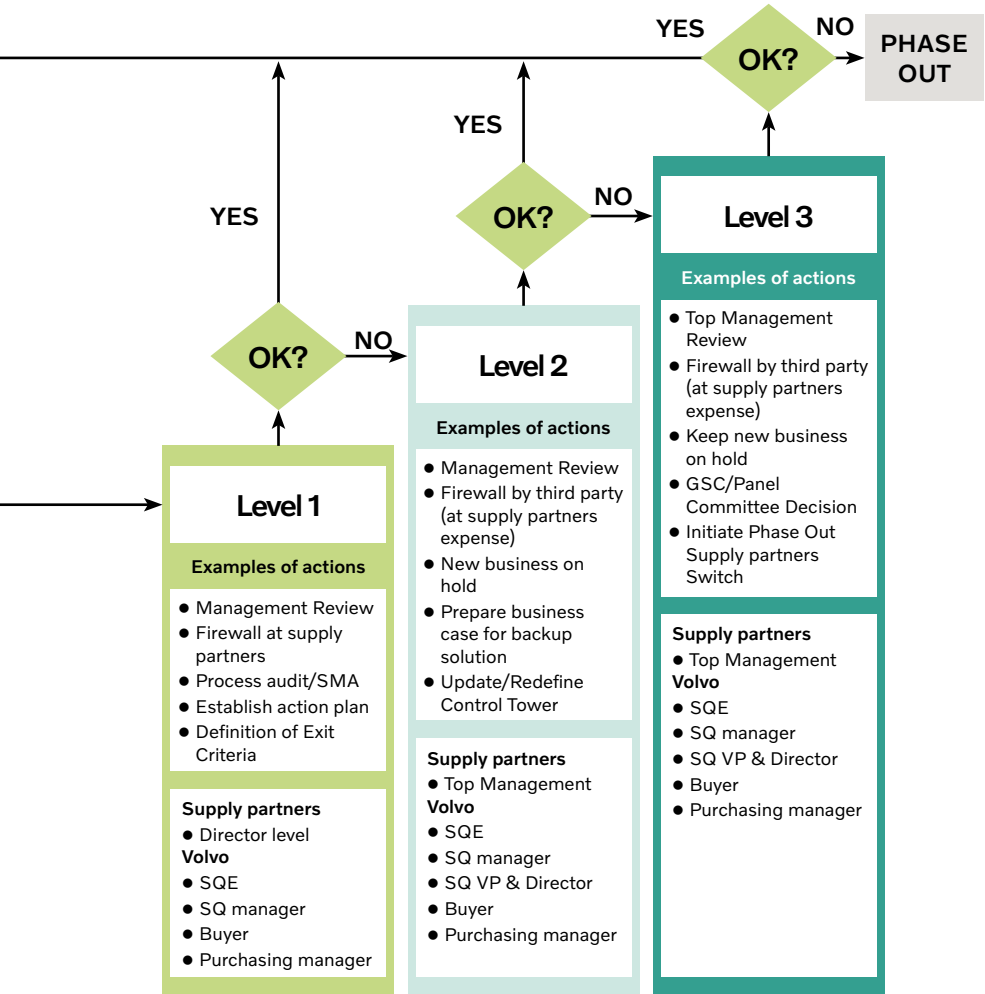 YES
OK?
NO
PHASE
OUT
YES
OK?
NO
YES
OK?
NO
Level 1
Examples of actions
● Management Review
● Firewall at supply
partners
● Process audit/SMA
● Establish action plan
● Definition of Exit
Criteria
Supply partners
● Director level
Volvo
● SQE
● SQ manager
● Buyer
● Purchasing manager
Level 2
Examples of actions
● Management Review
● Firewall by third party
(at supply partners
expense)
● New business on
hold
● Prepare business
case for backup
solution
● Update/Redefine
Control Tower
Supply partners
● Top Management
Volvo
● SQE
● SQ manager
● SQ VP & Director
● Buyer
● Purchasing manager
Level 3
Examples of actions
● Top Management
Review
● Firewall by third party
(at supply partners
expense)
● Keep new business
on hold
● GSC/Panel
Committee Decision
● Initiate Phase Out
Supply partners
Switch
Supply partners
● Top Management
Volvo
● SQE
● SQ manager
● SQ VP & Director
● Buyer
● Purchasing manager